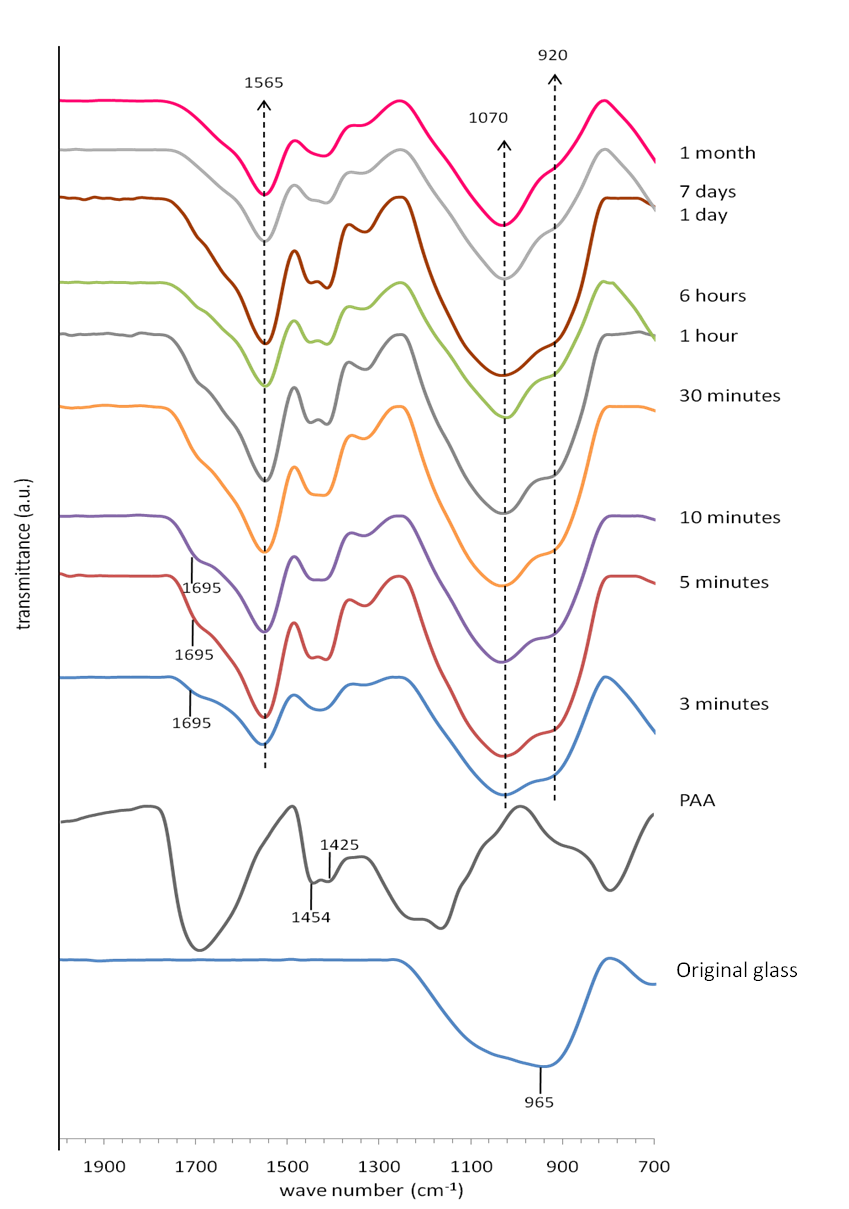 920
1565
1070
1 month
7 days
1 day
6 hours
1 hour
30 minutes
transmittance (a.u.)
10 minutes
5 minutes
1695
1695
3 minutes
1695
PAA
1425
1454
Original glass
965
1900 1700 1500 1300 1100 900 700
wave number (cm⁻¹)